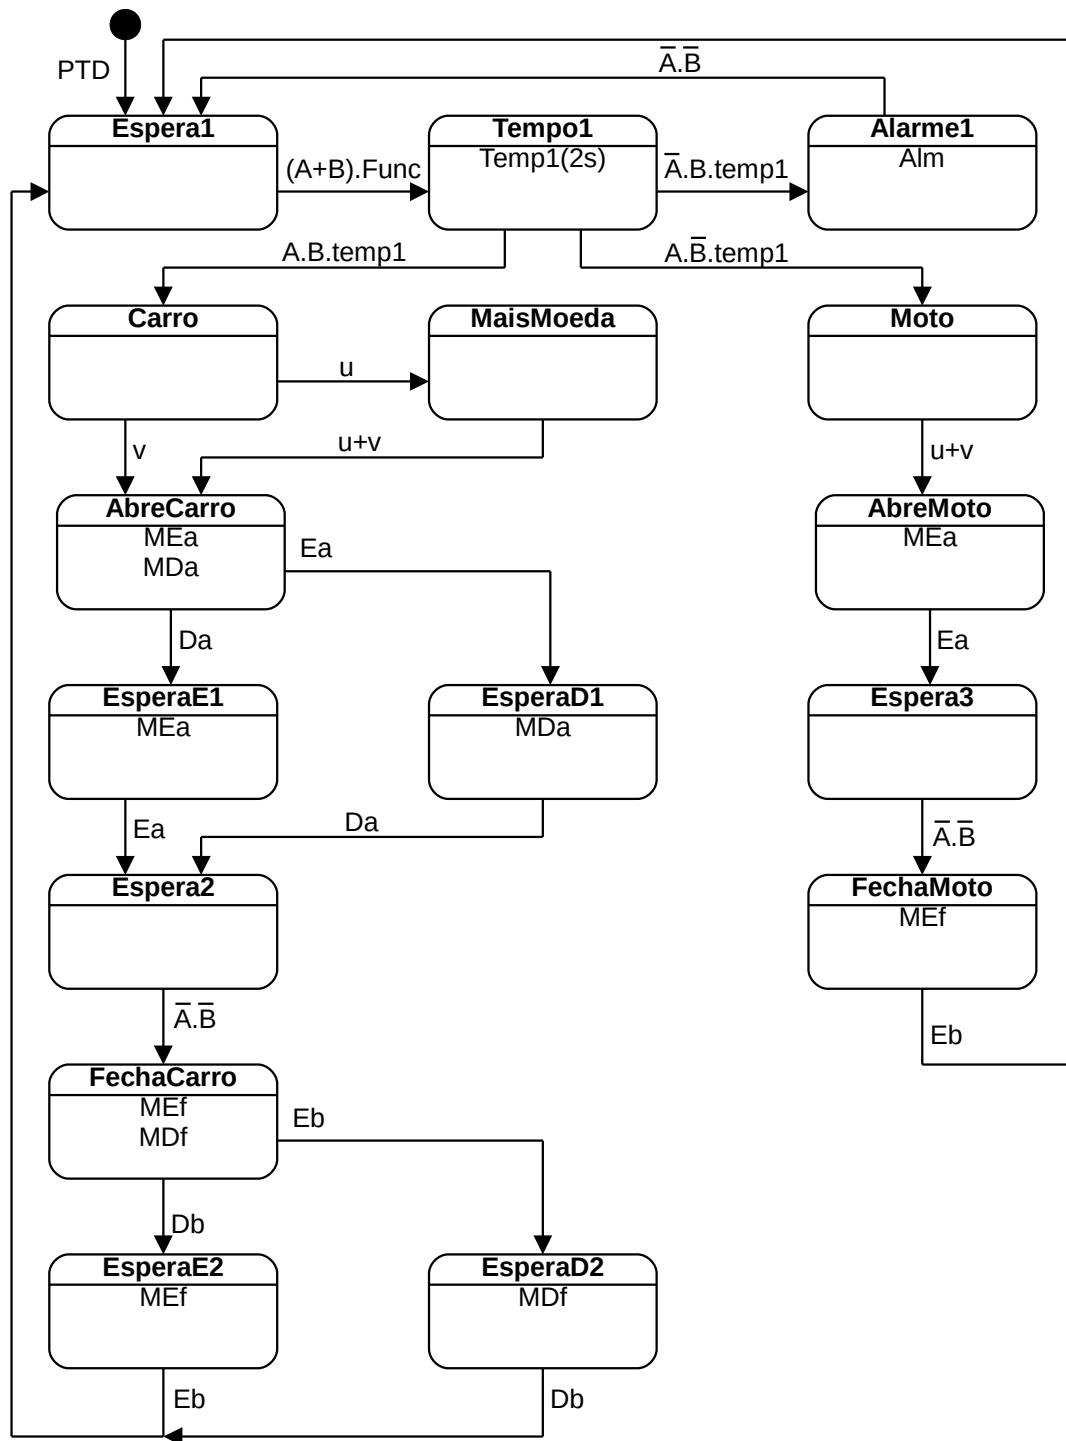 PTD
A̅.B̅
Espera1
Tempo1
Temp1(2s)
Alarme1
Alm
(A+B).Func
A̅.B.temp1
A.B.temp1
A.B̅.temp1
Carro
MaisMoeda
Moto
u
v
u+v
u+v
AbreCarro
MEa
MDa
Ea
AbreMoto
MEa
Da
Ea
EsperaE1
MEa
EsperaD1
MDa
Espera3
Ea
Da
A̅.B̅
Espera2
FechaMoto
MEf
A̅.B̅
Eb
FechaCarro
MEf
MDf
Eb
Db
EsperaE2
MEf
EsperaD2
MDf
Eb
Db